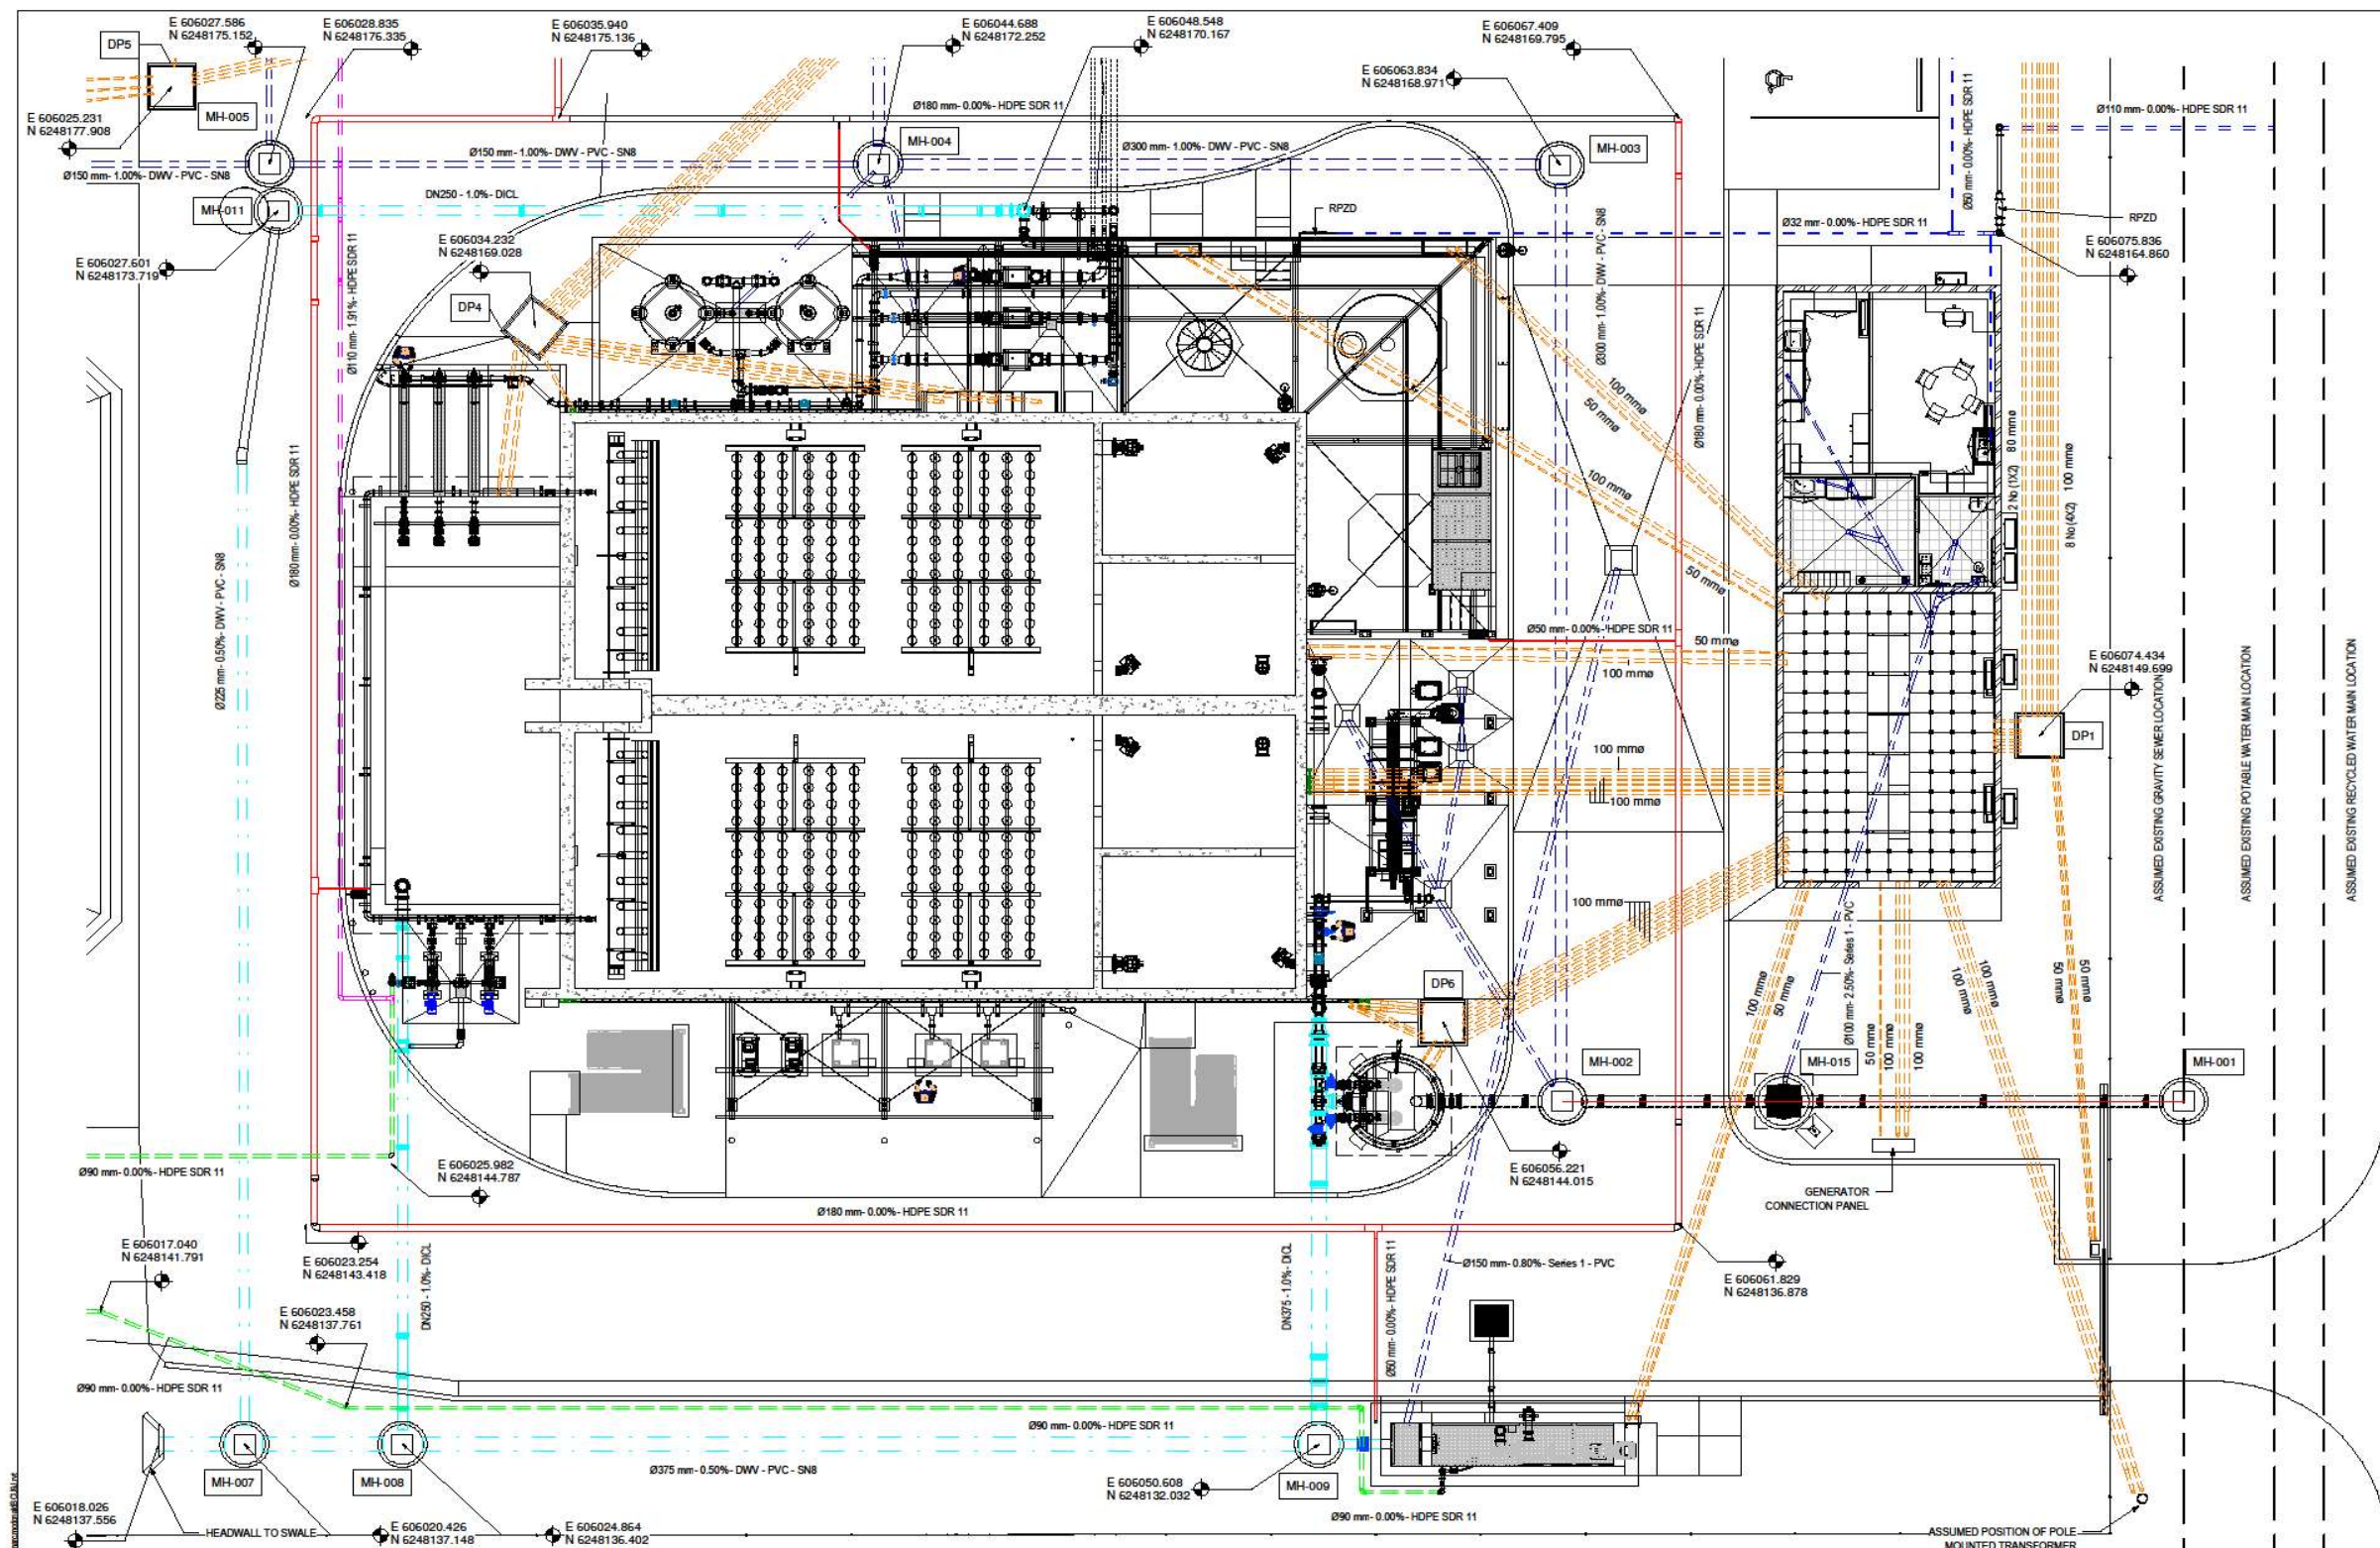 E 606027.586
N 6248175.152
E 606028.835
N 6248176.335
E 606035.940
N 6248175.136
E 606044.688
N 6248172.252
E 606048.548
N 6248170.167
E 606067.409
N 6248169.795
E 606063.834
N 6248168.971
DP5
MH-005
E 606025.231
N 6248177.908
Ø180 mm- 0.00%- HDPE SDR 11
Ø110 mm- 0.00%- HDPE SDR 11
Ø50 mm- 0.00%- HDPE SDR 11
MH-004
MH-003
Ø150 mm- 1.00%- DWV - PVC - SN8
Ø300 mm- 1.00%- DWV - PVC - SN8
Ø150 mm- 1.00%- DWV - PVC - SN8
DN250 - 1.0%- DICL
MH-011
RPZD
RPZD
Ø32 mm- 0.00%- HDPE SDR 11
E 606034.232
N 6248169.028
E 606075.836
N 6248164.860
E 606027.601
N 6248173.719
Ø110 mm- 1.91%- HDPE SDR 11
Ø300 mm- 1.00%- DWV - PVC - SN8
Ø180 mm- 0.00%- HDPE SDR 11
DP4
100 mmø
50 mmø
100 mmø
50 mmø
2 No (1X2) 80 mmø
8 No (4X2) 100 mmø
Ø180 mm- 0.00%- HDPE SDR 11
Ø225 mm- 0.50%- DWV - PVC - SN8
Ø50 mm- 0.00%- HDPE SDR 11
50 mmø
100 mmø
E 606074.434
N 6248149.699
DP1
ASSUMED EXISTING GRAVITY SEWER LOCATION
ASSUMED EXISTING POTABLE WATER MAIN LOCATION
ASSUMED EXISTING RECYCLED WATER MAIN LOCATION
100 mmø
100 mmø
100 mmø
DP6
100 mmø
50 mmø
Ø100 mm- 2.50%- Series 1 - PVC
50 mmø
100 mmø
100 mmø
100 mmø
100 mmø
50 mmø
50 mmø
MH-002
MH-015
MH-001
Ø90 mm- 0.00%- HDPE SDR 11
E 606025.982
N 6248144.787
E 606056.221
N 6248144.015
GENERATOR
CONNECTION PANEL
Ø180 mm- 0.00%- HDPE SDR 11
E 606017.040
N 6248141.791
E 606023.254
N 6248143.418
DN250 - 1.0%- DICL
DN375 - 1.0%- DICL
Ø50 mm- 0.00%- HDPE SDR 11
Ø150 mm- 0.80%- Series 1 - PVC
E 606061.829
N 6248136.878
E 606023.458
N 6248137.761
Ø90 mm- 0.00%- HDPE SDR 11
Ø90 mm- 0.00%- HDPE SDR 11
Ø375 mm- 0.50%- DWV - PVC - SN8
MH-007
MH-008
E 606050.608
N 6248132.032
MH-009
Ø90 mm- 0.00%- HDPE SDR 11
E 606018.026
N 6248137.556
HEADWALL TO SWALE
E 606020.426
N 6248137.148
E 606024.864
N 6248136.402
ASSUMED POSITION OF POLE
MOUNTED TRANSFORMER